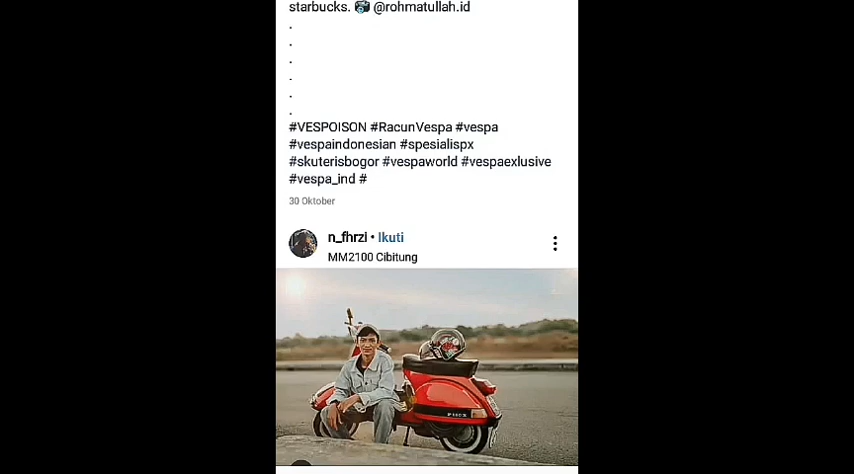 starbucks. 📷 @rohmatullah.id
.
.
.
.
.
.
#VESPOISON #RacunVespa #vespa
#vespaindonesian #spesialispx
#skuterisbogor #vespaworld #vespaexlusive
#vespa_ind #
30 Oktober
n_fhrzi • Ikuti
MM2100 Cibitung